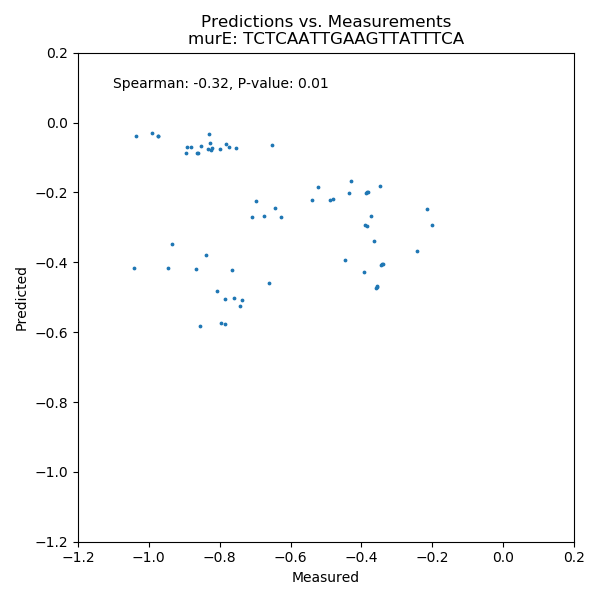 Predictions vs. Measurements
murE: TCTCAATTGAAGTTATTTCA
Spearman: -0.32, P-value: 0.01
0.2
0.0
−0.2
−0.4
−0.6
−0.8
−1.0
−1.2
Predicted
−1.2 −1.0 −0.8 −0.6 −0.4 −0.2 0.0 0.2
Measured